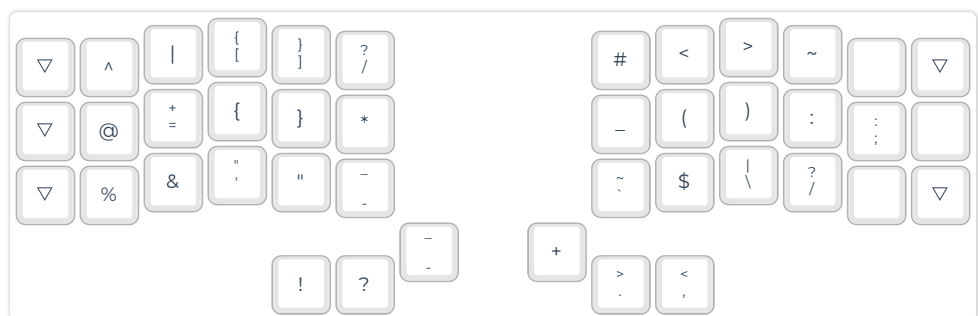 ▽ ^ | { [ } ] ? / # < > ~ ▽
▽ @ + = { } * _ ( ) : : ;
▽ % & " ' " _ - ~ ` $ | \ ? / ▽
! ? _ - + > . < ,